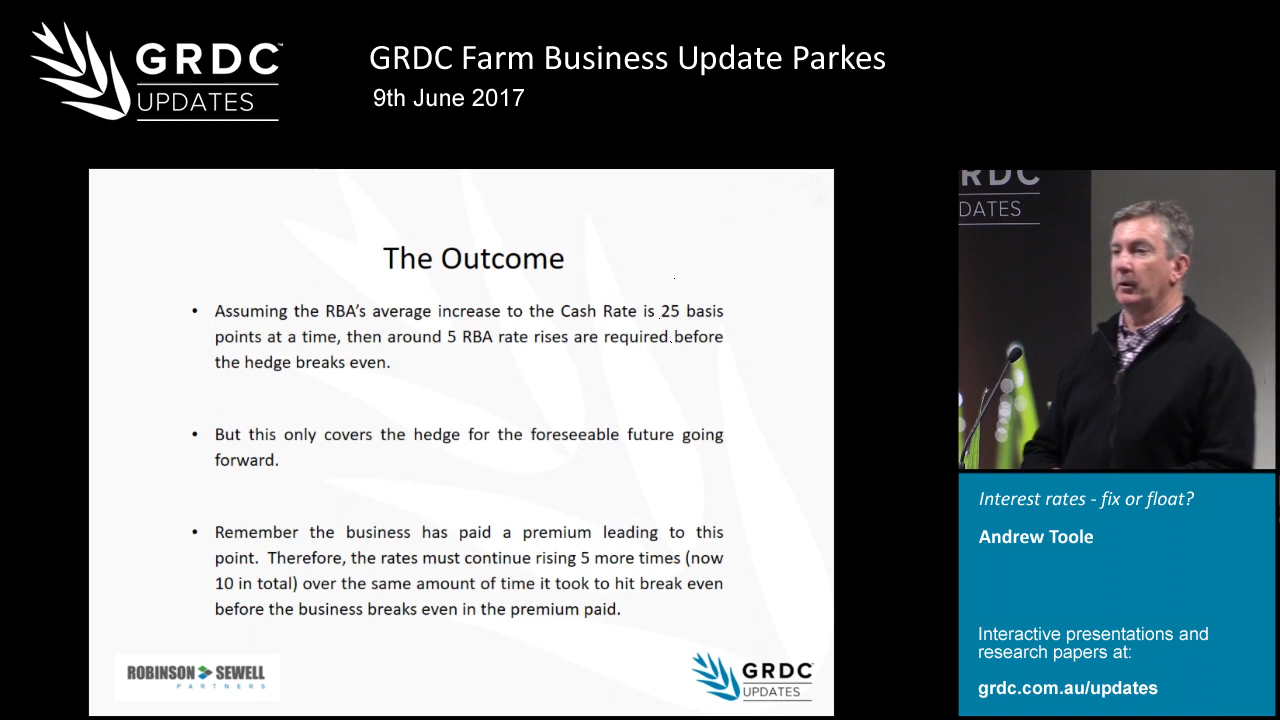 GRDC™
UPDATES
GRDC Farm Business Update Parkes
9th June 2017
The Outcome
• Assuming the RBA's average increase to the Cash Rate is 25 basis
points at a time, then around 5 RBA rate rises are required before
the hedge breaks even.
• But this only covers the hedge for the foreseeable future going
forward.
• Remember the business has paid a premium leading to this
point. Therefore, the rates must continue rising 5 more times (now
10 in total) over the same amount of time it took to hit break even
before the business breaks even in the premium paid.
ROBINSON SEWELL
PARTNERS
GRDC™
UPDATES
RDC
DATES
Interest rates - fix or float?
Andrew Toole
Interactive presentations and
research papers at:
grdc.com.au/updates